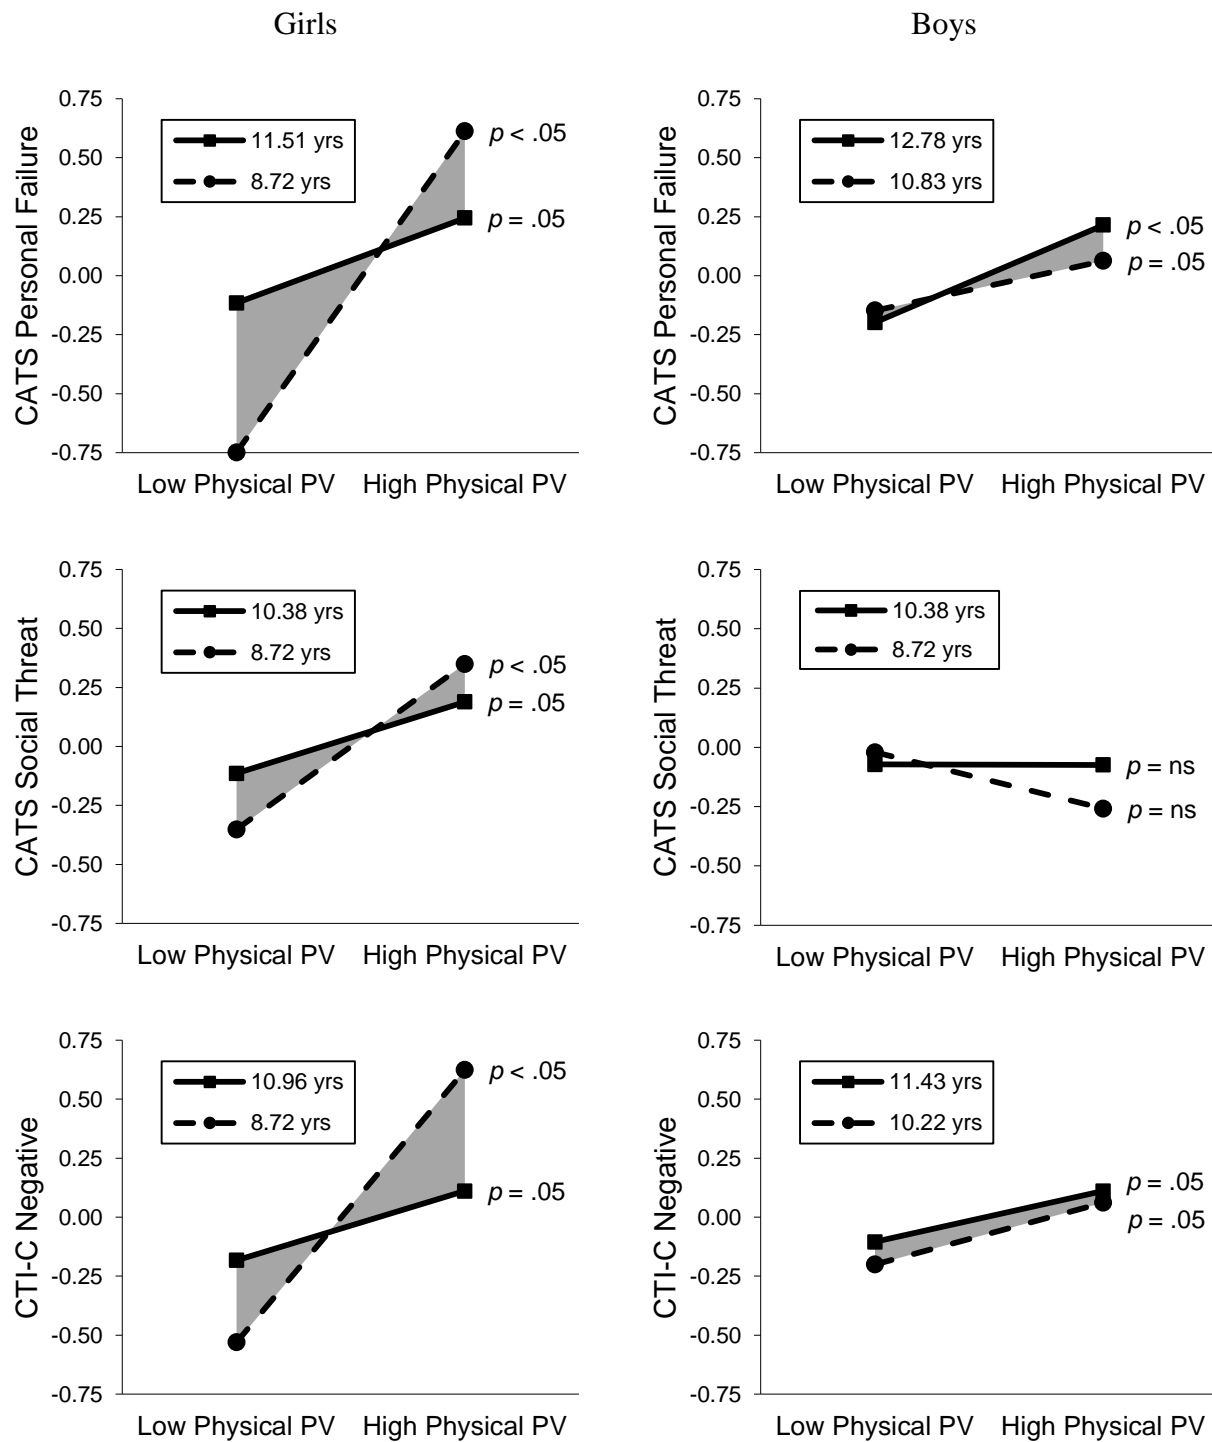 Girls
Boys
CATS Personal Failure
0.75
0.50
0.25
0.00
-0.25
-0.50
-0.75
11.51 yrs
8.72 yrs
p < .05
p = .05
Low Physical PV High Physical PV
CATS Personal Failure
0.75
0.50
0.25
0.00
-0.25
-0.50
-0.75
12.78 yrs
10.83 yrs
p < .05
p = .05
Low Physical PV High Physical PV
CATS Social Threat
0.75
0.50
0.25
0.00
-0.25
-0.50
-0.75
10.38 yrs
8.72 yrs
p < .05
p = .05
Low Physical PV High Physical PV
CATS Social Threat
0.75
0.50
0.25
0.00
-0.25
-0.50
-0.75
10.38 yrs
8.72 yrs
p = ns
p = ns
Low Physical PV High Physical PV
CTI-C Negative
0.75
0.50
0.25
0.00
-0.25
-0.50
-0.75
10.96 yrs
8.72 yrs
p < .05
p = .05
Low Physical PV High Physical PV
CTI-C Negative
0.75
0.50
0.25
0.00
-0.25
-0.50
-0.75
11.43 yrs
10.22 yrs
p = .05
p = .05
Low Physical PV High Physical PV